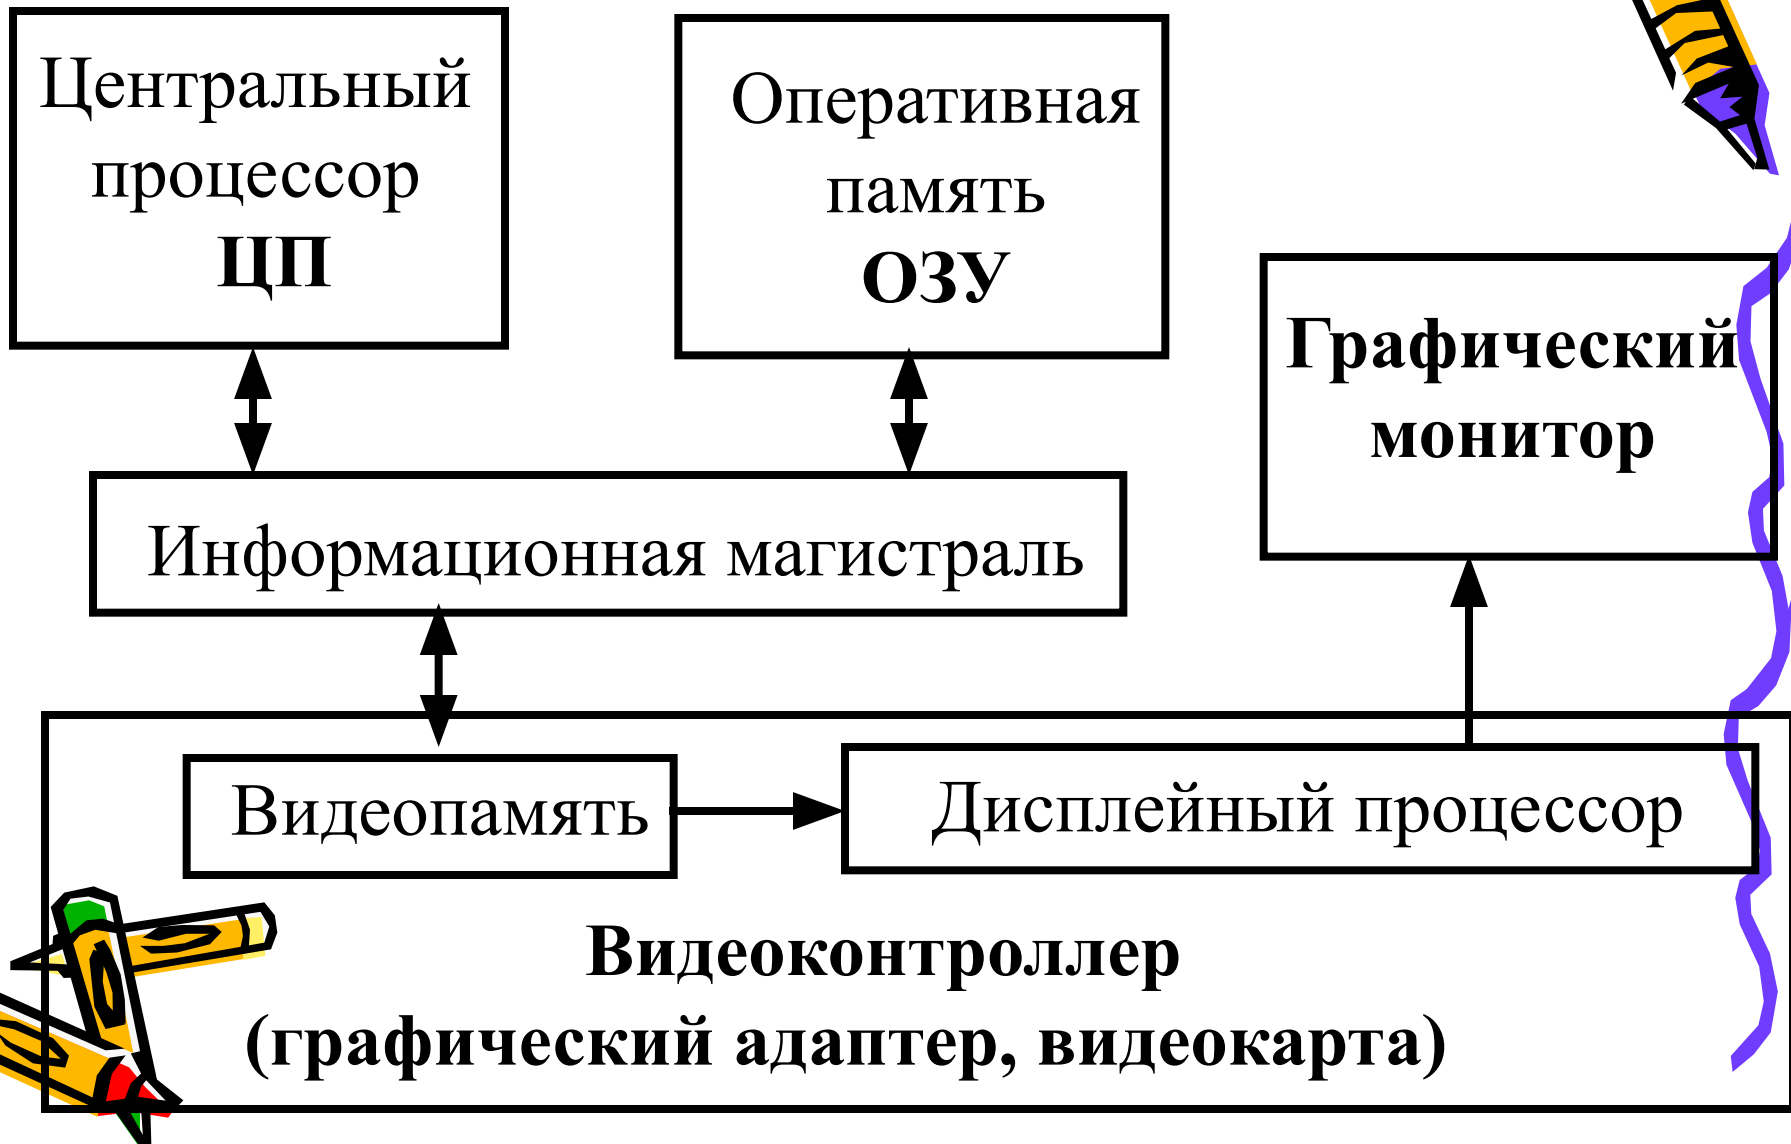 Центральный
процессор
ЦП
Оперативная
память
ОЗУ
Графический
монитор
Информационная магистраль
Видеопамять
Дисплейный процессор
Видеоконтроллер
(графический адаптер, видеокарта)